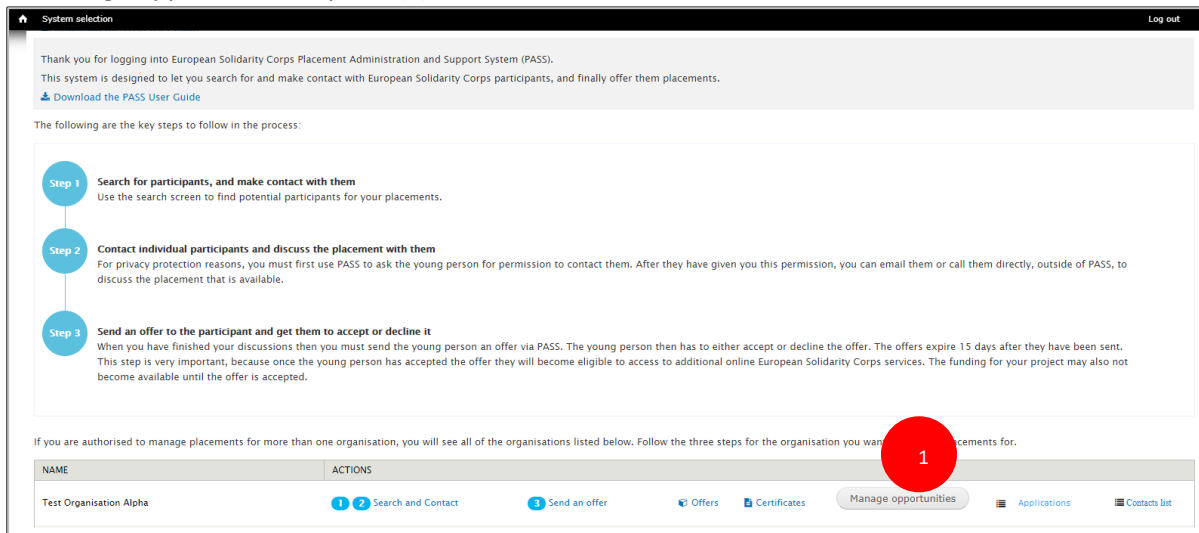 System selection
Log out
Thank you for logging into European Solidarity Corps Placement Administration and Support System (PASS).
This system is designed to let you search for and make contact with European Solidarity Corps participants, and finally offer them placements.
Download the PASS User Guide
The following are the key steps to follow in the process:
Step 1
Search for participants, and make contact with them
Use the search screen to find potential participants for your placements.
Step 2
Contact individual participants and discuss the placement with them
For privacy protection reasons, you must first use PASS to ask the young person for permission to contact them. After they have given you this permission, you can email them or call them directly, outside of PASS, to
discuss the placement that is available.
Step 3
Send an offer to the participant and get them to accept or decline it
When you have finished your discussions then you must send the young person an offer via PASS. The young person then has to either accept or decline the offer. The offers expire 15 days after they have been sent.
This step is very important, because once the young person has accepted the offer they will become eligible to access to additional online European Solidarity Corps services. The funding for your project may also not
become available until the offer is accepted.
If you are authorised to manage placements for more than one organisation, you will see all of the organisations listed below. Follow the three steps for the organisation you want for.
1
NAME ACTIONS
Test Organisation Alpha 1 2 Search and Contact 3 Send an offer Offers Certificates Manage opportunities Applications Contacts list